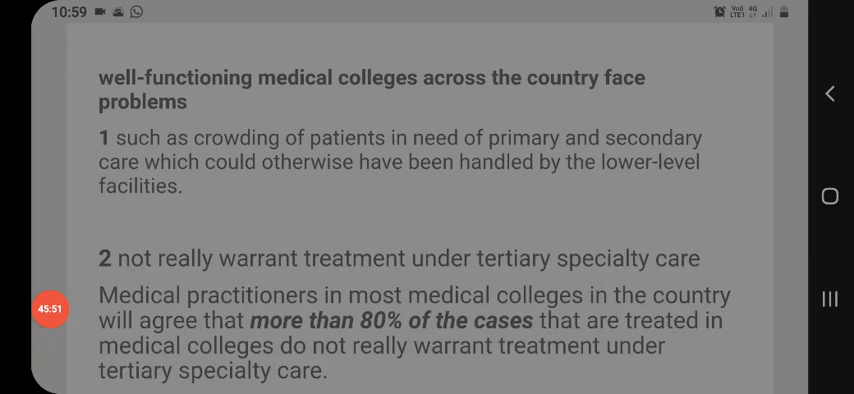 10:59
Vo)) 4G
LTE1
well-functioning medical colleges across the country face
problems
1 such as crowding of patients in need of primary and secondary
care which could otherwise have been handled by the lower-level
facilities.
2 not really warrant treatment under tertiary specialty care
45:51
Medical practitioners in most medical colleges in the country
will agree that more than 80% of the cases that are treated in
medical colleges do not really warrant treatment under
tertiary specialty care.